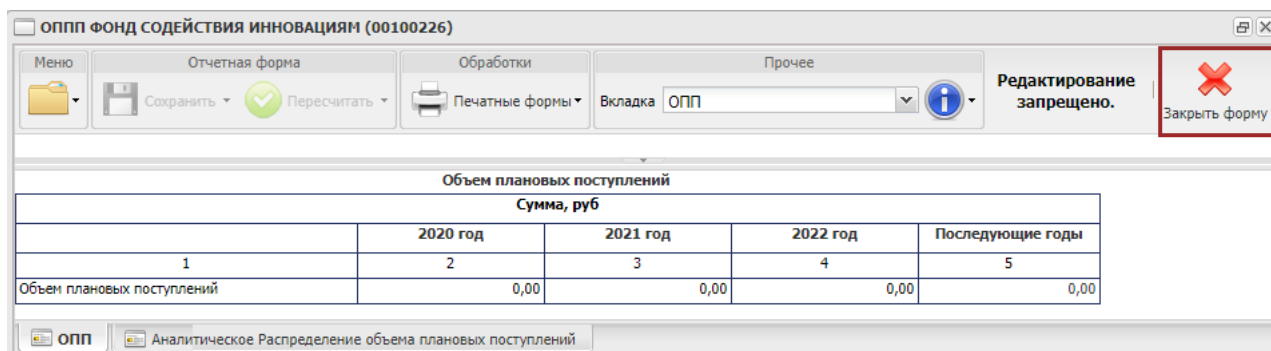 ОППП ФОНД СОДЕЙСТВИЯ ИННОВАЦИЯМ (00100226)
Меню Отчетная форма Обработки Прочее
Сохранить Пересчитать Печатные формы Вкладка ОПП Редактирование запрещено. Закрыть форму
Объем плановых поступлений
Сумма, руб
2020 год 2021 год 2022 год Последующие годы
1 2 3 4 5
Объем плановых поступлений 0,00 0,00 0,00 0,00
ОПП Аналитическое Распределение объема плановых поступлений